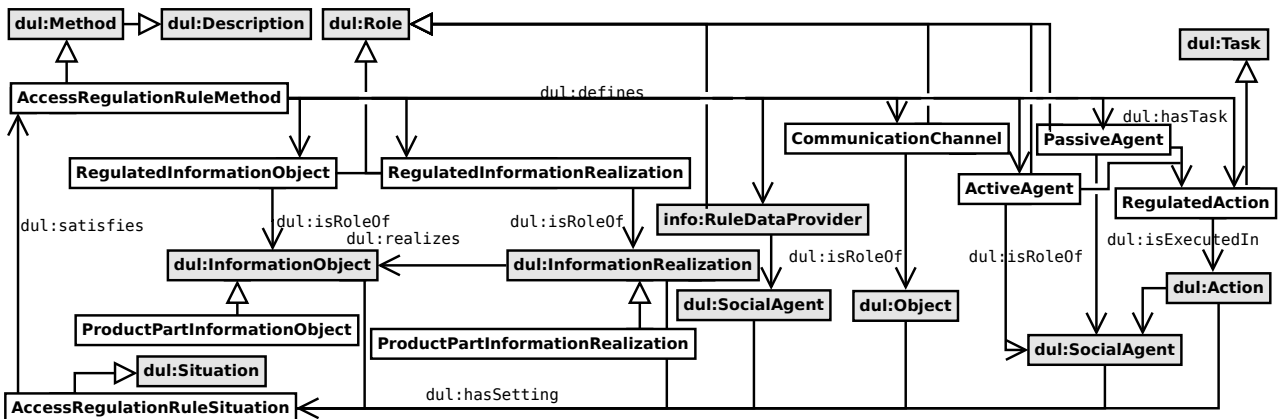 dul:Method
dul:Description
dul:Role
dul:Task
AccessRegulationRuleMethod
dul:defines
dul:hasTask
CommunicationChannel
PassiveAgent
RegulatedInformationObject
RegulatedInformationRealization
ActiveAgent
RegulatedAction
dul:satisfies
dul:isRoleOf
dul:isRoleOf
info:RuleDataProvider
dul:realizes
dul:isExecutedIn
dul:isRoleOf
dul:isRoleOf
dul:InformationObject
dul:InformationRealization
dul:Action
dul:SocialAgent
dul:Object
ProductPartInformationObject
ProductPartInformationRealization
dul:SocialAgent
dul:Situation
dul:hasSetting
AccessRegulationRuleSituation